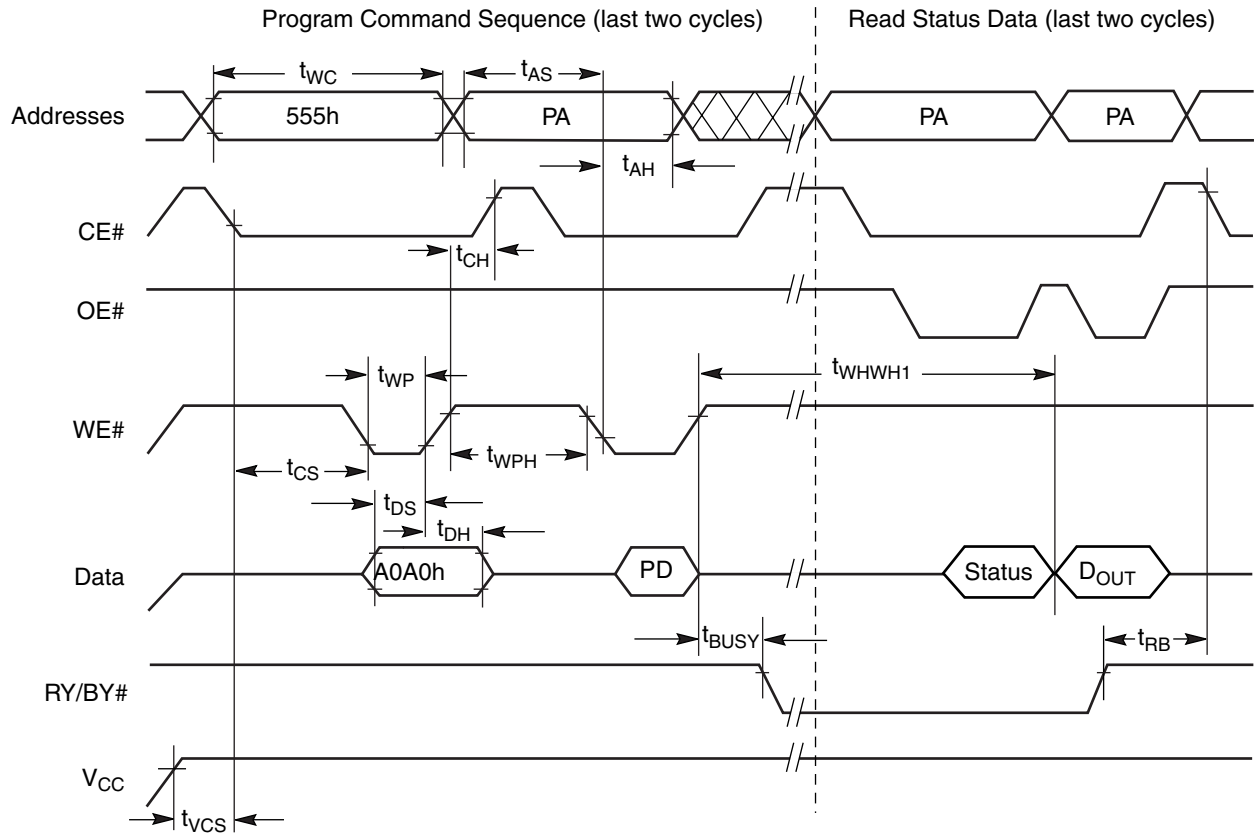 Program Command Sequence (last two cycles) Read Status Data (last two cycles)
tWC tAS
Addresses 555h PA PA PA
tAH
CE#
tCH
OE#
tWP tWHWH1
WE#
tCS tWPH
tDS
tDH
Data A0A0h PD Status DOUT
tBUSY tRB
RY/BY#
VCC
tVCS